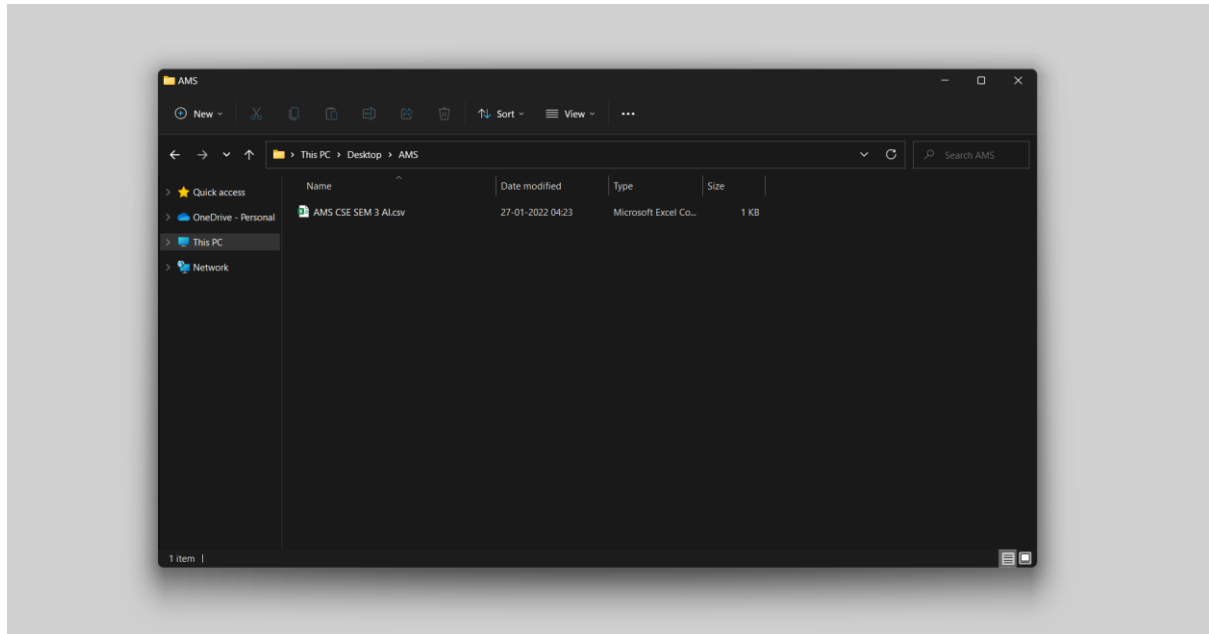 AMS
New
Sort
View
This PC > Desktop > AMS
Search AMS
Name Date modified Type Size
Quick access
AMS CSE SEM 3 AI.csv 27-01-2022 04:23 Microsoft Excel Co... 1 KB
OneDrive - Personal
This PC
Network
1 item